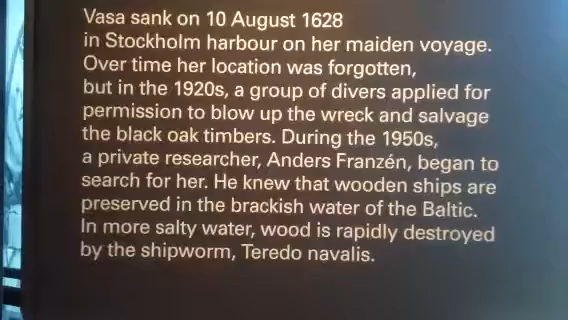 Vasa sank on 10 August 1628
in Stockholm harbour on her maiden voyage.
Over time her location was forgotten,
but in the 1920s, a group of divers applied for
permission to blow up the wreck and salvage
the black oak timbers. During the 1950s,
a private researcher, Anders Franzén, began to
search for her. He knew that wooden ships are
preserved in the brackish water of the Baltic.
In more salty water, wood is rapidly destroyed
by the shipworm, Teredo navalis.